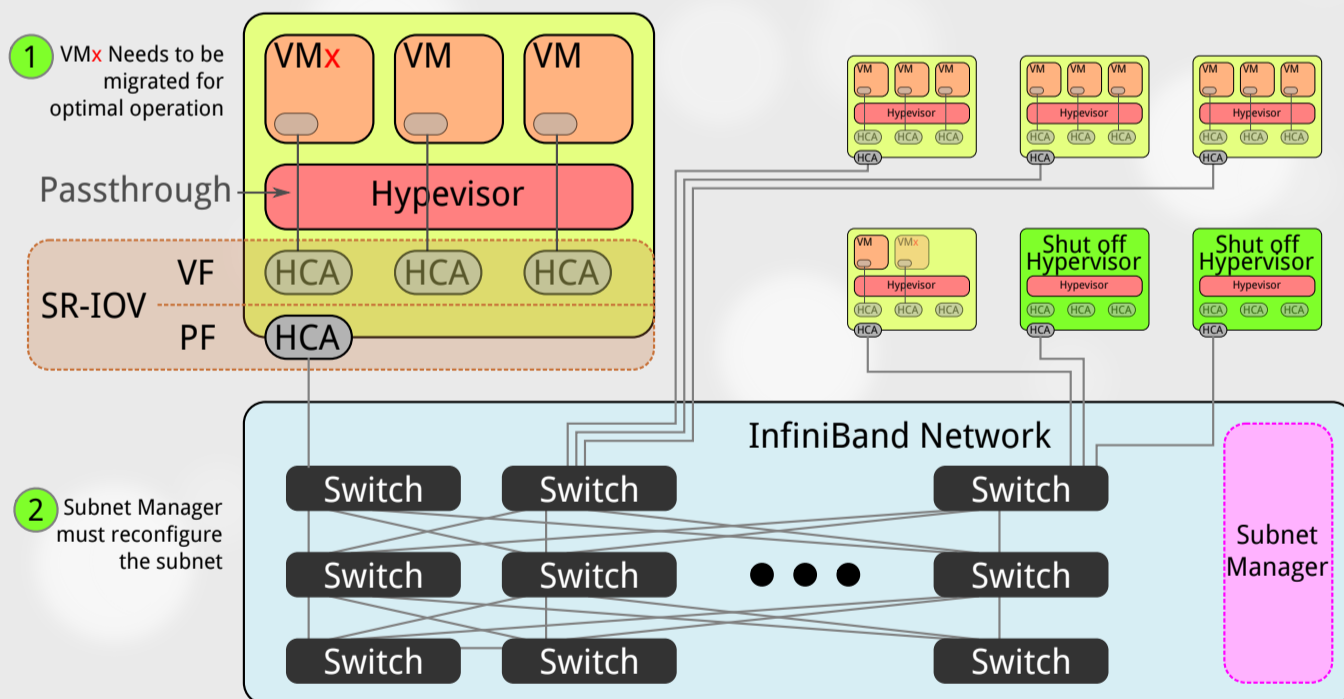 1
VMx Needs to be
migrated for
optimal operation
VMx
VM
VM
Passthrough
Hypevisor
VF
HCA
HCA
HCA
SR-IOV
PF
HCA
VM
VM
VM
Hypevisor
HCA
HCA
HCA
HCA
VM
VM
VM
Hypevisor
HCA
HCA
HCA
HCA
VM
VM
VM
Hypevisor
HCA
HCA
HCA
HCA
VM
VMx
Hypevisor
HCA
HCA
HCA
HCA
Shut off
Hypervisor
Hypevisor
HCA
HCA
HCA
HCA
Shut off
Hypervisor
Hypevisor
HCA
HCA
HCA
HCA
InfiniBand Network
2
Subnet Manager
must reconfigure
the subnet
Switch
Switch
Switch
Switch
Switch
Switch
Switch
Switch
Switch
Subnet
Manager